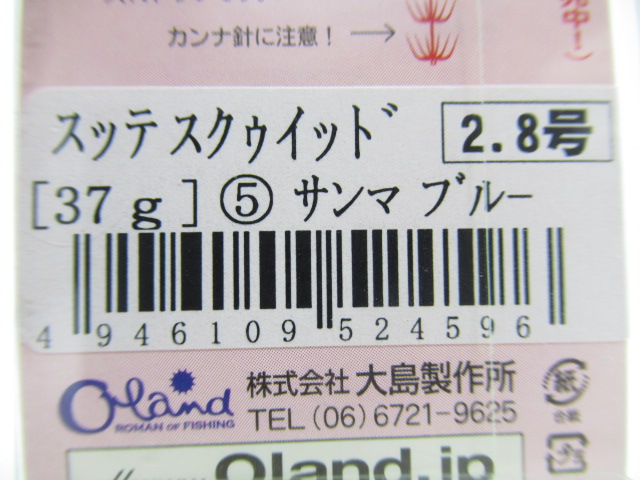 カンナ針に注意！
スッテスクゥイッド 2.8号
[37g]⑤サンマ ブルー
4 946109 524596
Oland
ROMAN OF FISHING
株式会社 大島製作所
TEL(06)6721-9625
紙
Oland.jp